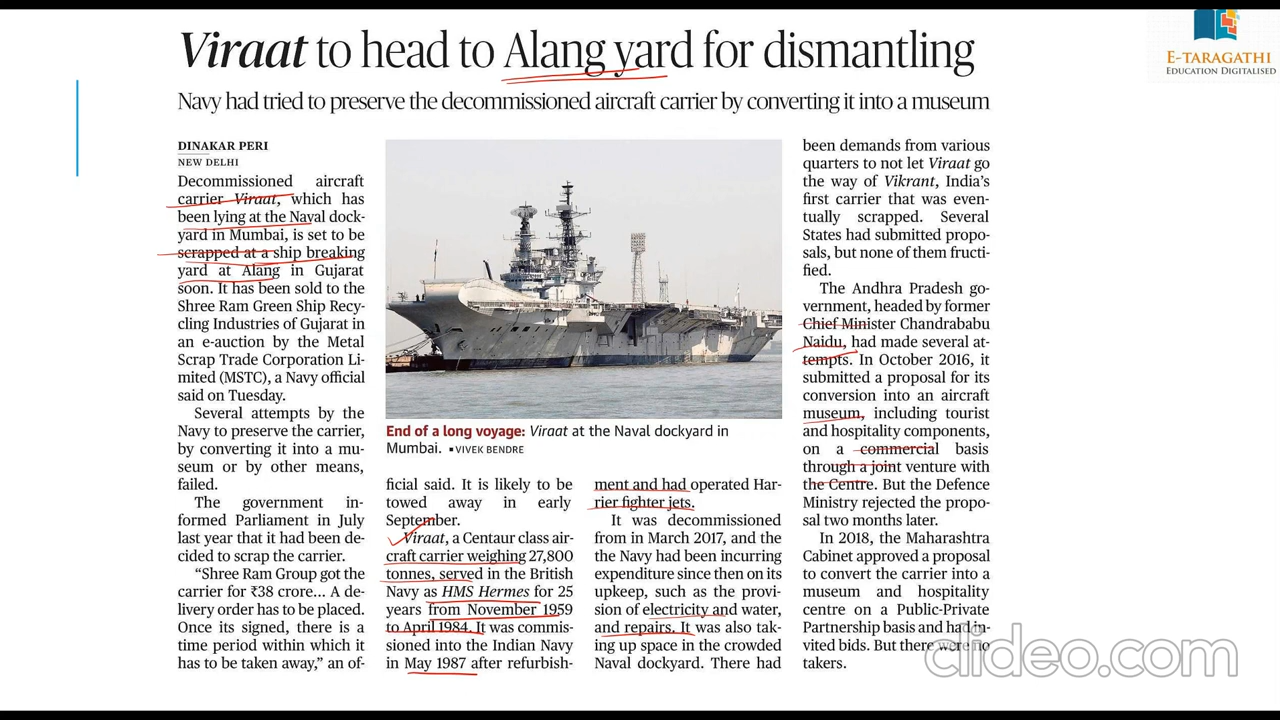 Viraat to head to Alang yard for dismantling
Navy had tried to preserve the decommissioned aircraft carrier by converting it into a museum
E-TARAGATHI
EDUCATION DIGITALISED
DINAKAR PERI
NEW DELHI
Decommissioned aircraft
carrier Viraat, which has
been lying at the Naval dock-
yard in Mumbai, is set to be
scrapped at a ship breaking
yard at Alang in Gujarat
soon. It has been sold to the
Shree Ram Green Ship Recy-
cling Industries of Gujarat in
an e-auction by the Metal
Scrap Trade Corporation Li-
mited (MSTC), a Navy official
said on Tuesday.
Several attempts by the
Navy to preserve the carrier,
by converting it into a mu-
seum or by other means,
failed.
The government in-
formed Parliament in July
last year that it had been de-
cided to scrap the carrier.
“Shree Ram Group got the
carrier for ₹38 crore... A de-
livery order has to be placed.
Once its signed, there is a
time period within which it
has to be taken away,” an of-
End of a long voyage: Viraat at the Naval dockyard in
Mumbai. ▪VIVEK BENDRE
ficial said. It is likely to be
towed away in early
September.
Viraat, a Centaur class air-
craft carrier weighing 27,800
tonnes, served in the British
Navy as HMS Hermes for 25
years from November 1959
to April 1984. It was commis-
sioned into the Indian Navy
in May 1987 after refurbish-
ment and had operated Har-
rier fighter jets.
It was decommissioned
from in March 2017, and the
the Navy had been incurring
expenditure since then on its
upkeep, such as the provi-
sion of electricity and water,
and repairs. It was also tak-
ing up space in the crowded
Naval dockyard. There had
been demands from various
quarters to not let Viraat go
the way of Vikrant, India’s
first carrier that was even-
tually scrapped. Several
States had submitted propo-
sals, but none of them fructi-
fied.
The Andhra Pradesh go-
vernment, headed by former
Chief Minister Chandrababu
Naidu, had made several at-
tempts. In October 2016, it
submitted a proposal for its
conversion into an aircraft
museum, including tourist
and hospitality components,
on a commercial basis
through a joint venture with
the Centre. But the Defence
Ministry rejected the propo-
sal two months later.
In 2018, the Maharashtra
Cabinet approved a proposal
to convert the carrier into a
museum and hospitality
centre on a Public-Private
Partnership basis and had in-
vited bids. But there were no
takers.
clideo.com